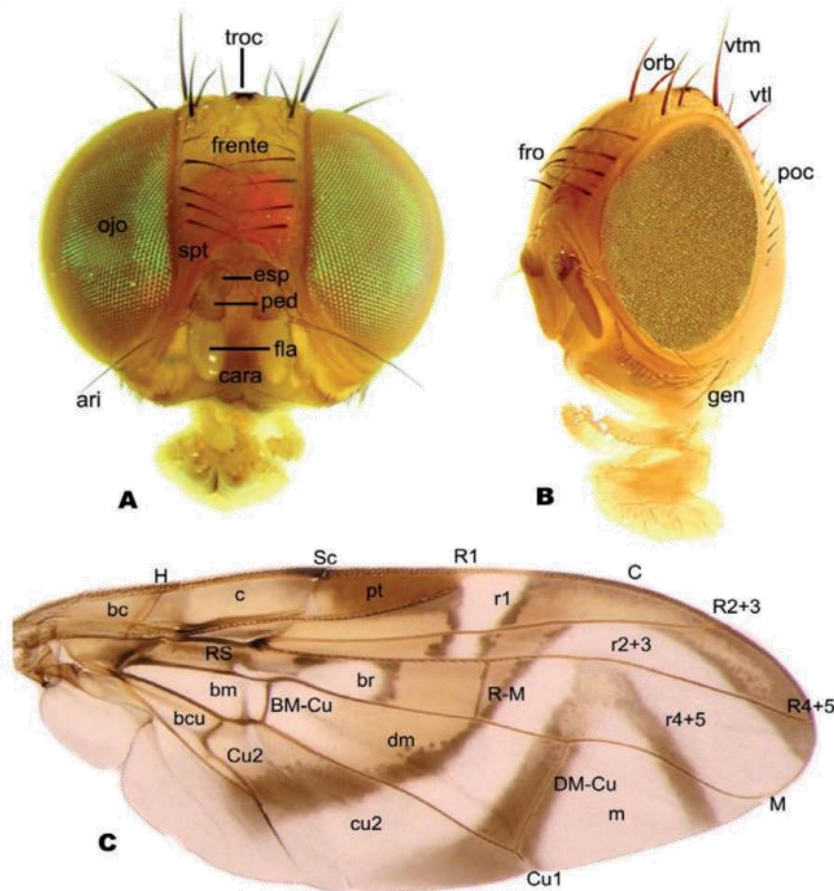 troc
frente
ojo
spt
esp
ped
fla
cara
ari
A
orb
vtm
vtl
fro
poc
gen
B
H
Sc
R1
C
bc
c
pt
r1
R2+3
RS
r2+3
br
bm
R-M
R4+5
BM-Cu
bcu
r4+5
dm
Cu2
DM-Cu
M
m
cu2
C
Cu1